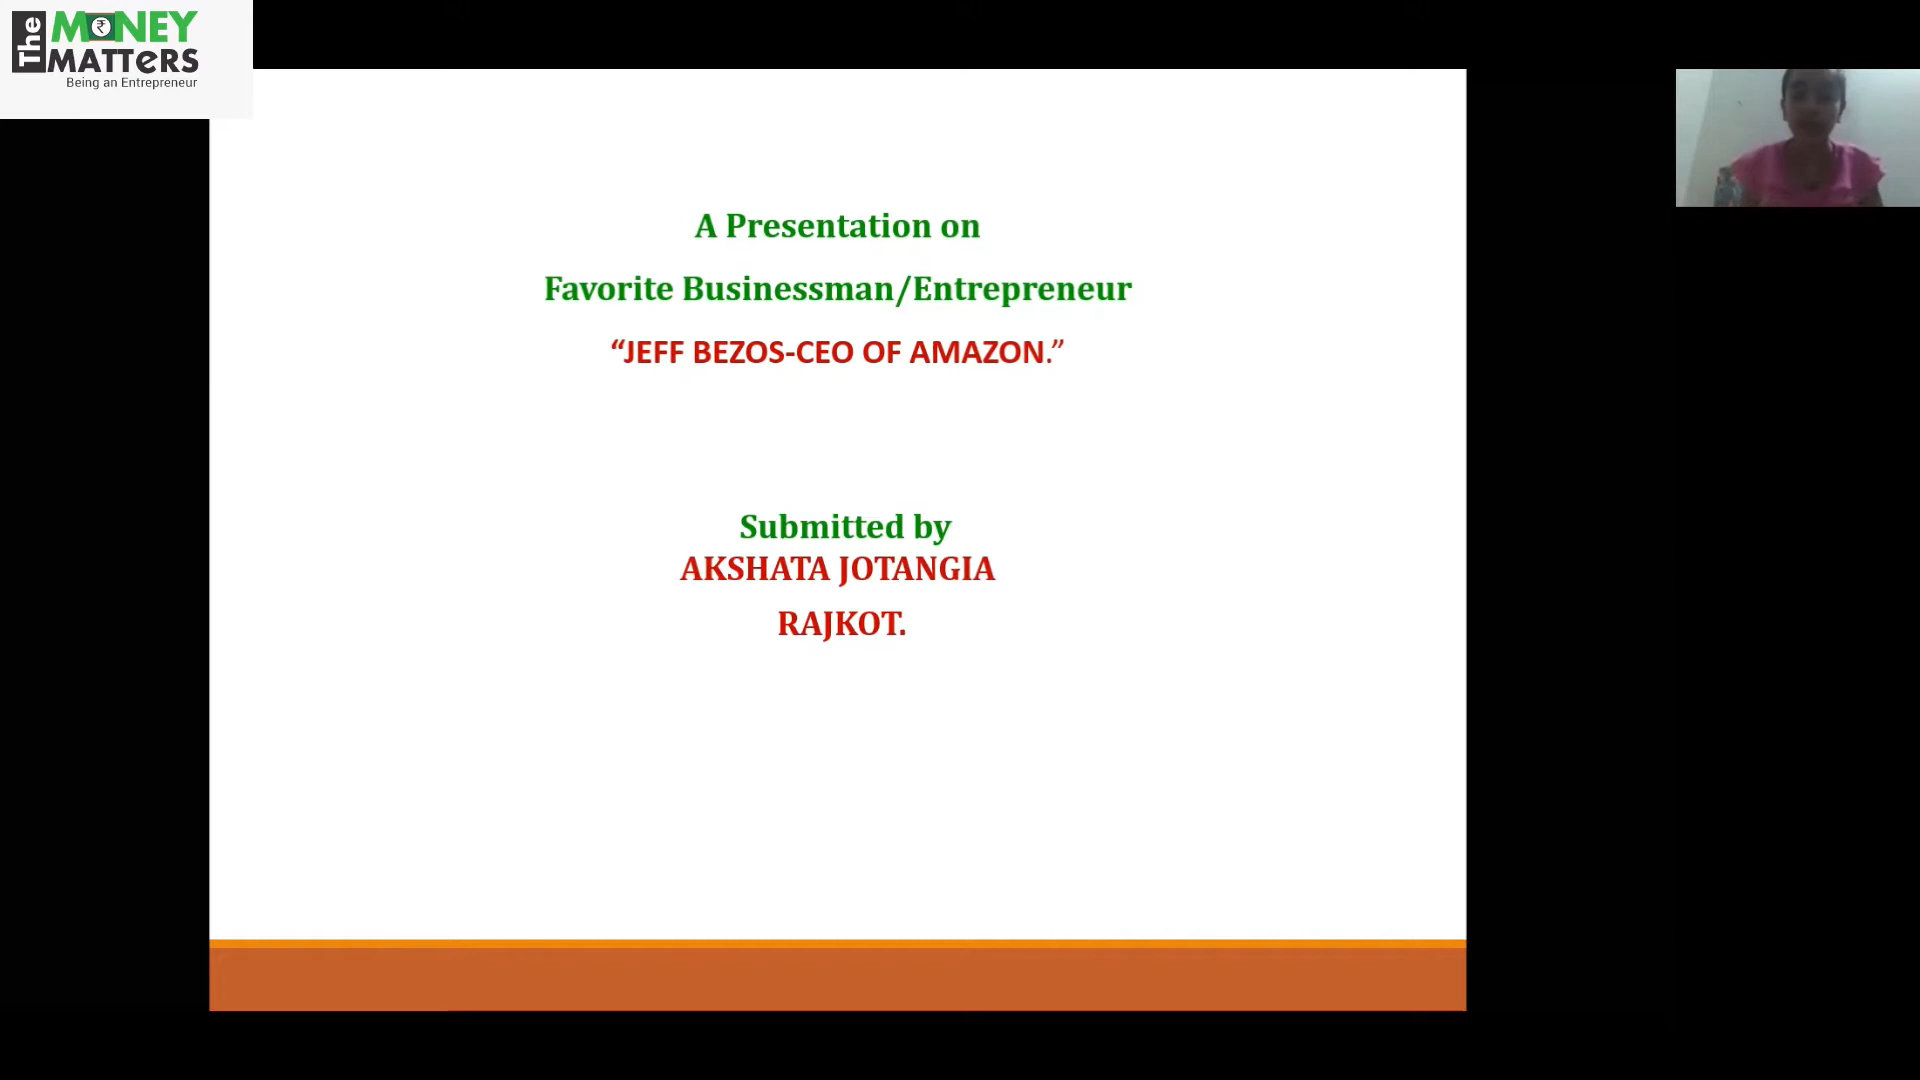 The
MONEY
MATTERS
Being an Entrepreneur
A Presentation on
Favorite Businessman/Entrepreneur
“JEFF BEZOS-CEO OF AMAZON.”
Submitted by
AKSHATA JOTANGIA
RAJKOT.